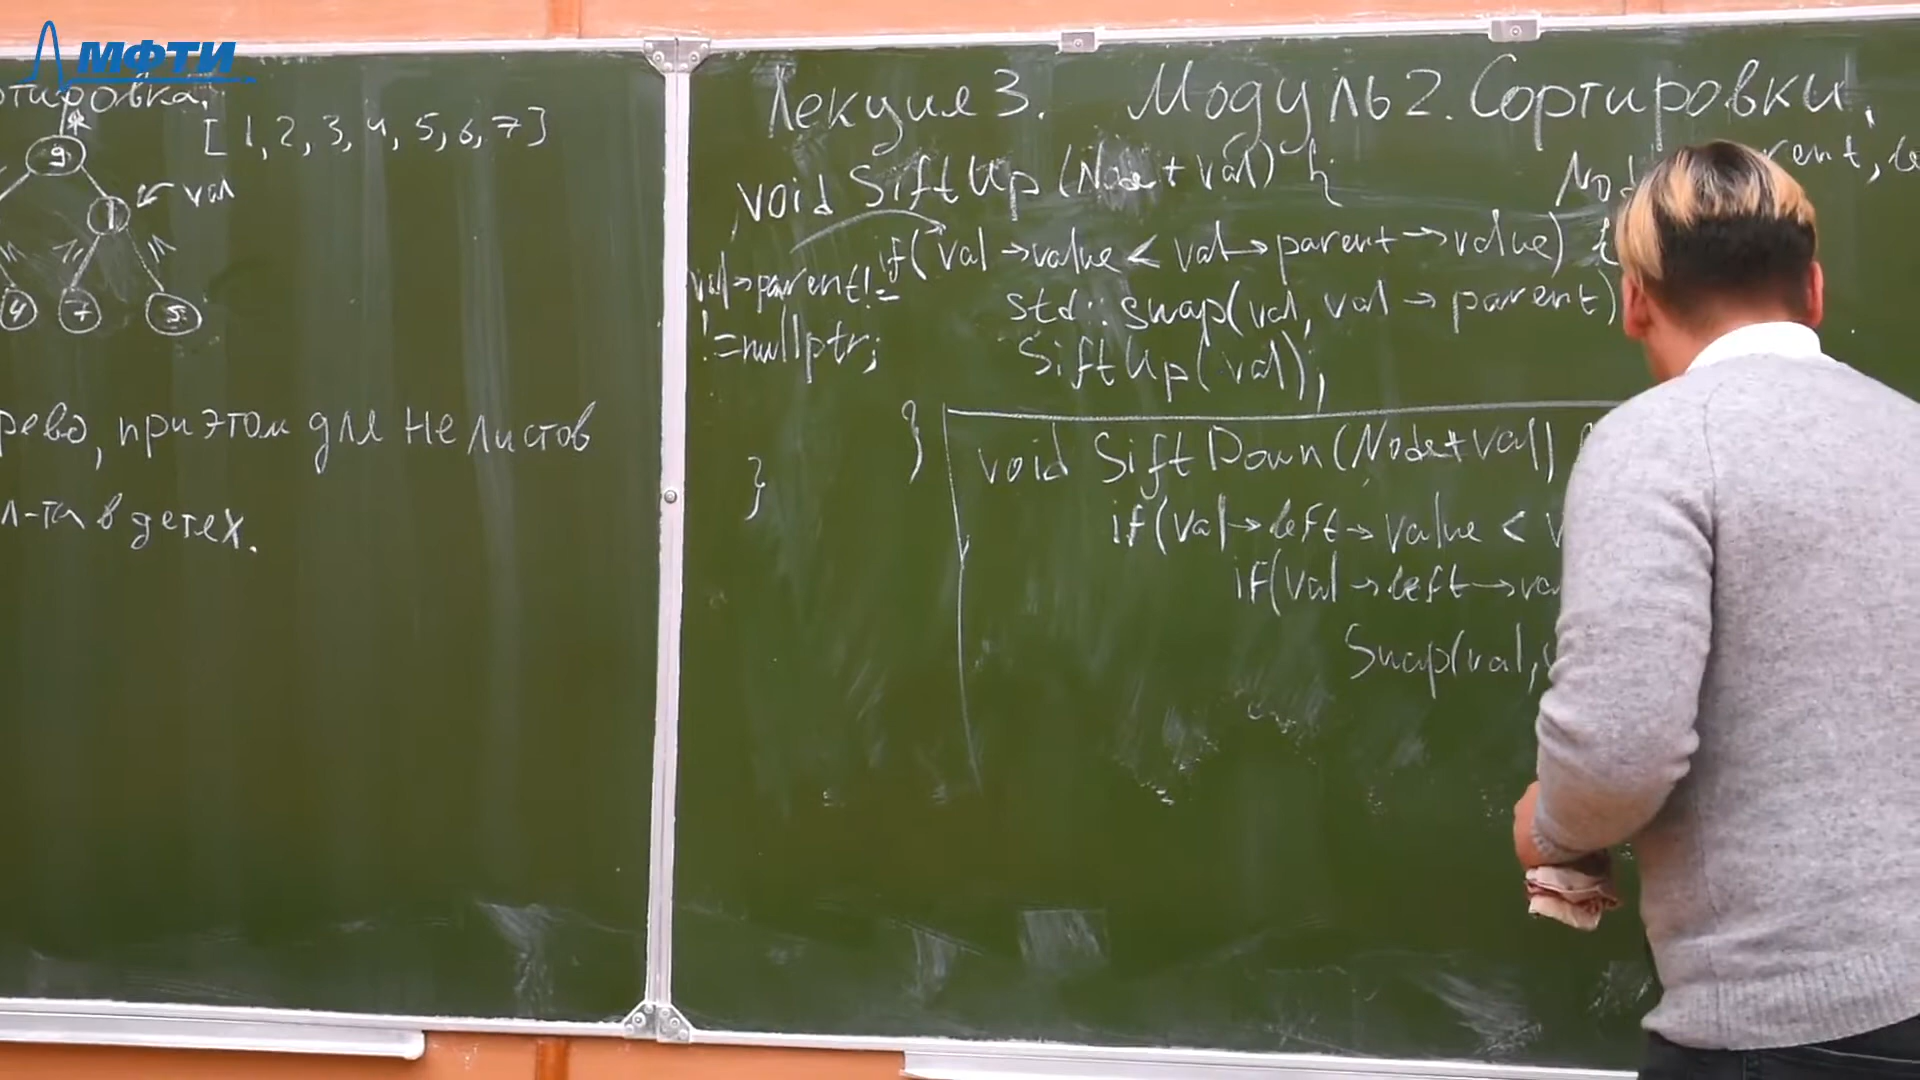 МФТИ
ртировка.
[1, 2, 3, 4, 5, 6, 7]
9
1 val
4 7 5
рево, при этом для не листов
л-та в детех.
Лекция 3. Модуль 2. Сортировки.
void SiftUp (Node* val) {
rent, le
val→parent!=
!=nullptr;
if( val→value < val→parent→value) {
std::swap(val, val→parent)
SiftUp(val);
}
}
void SiftDown(Node* val)
if(val→left→value < v
if(val→left→va
Swap(val,